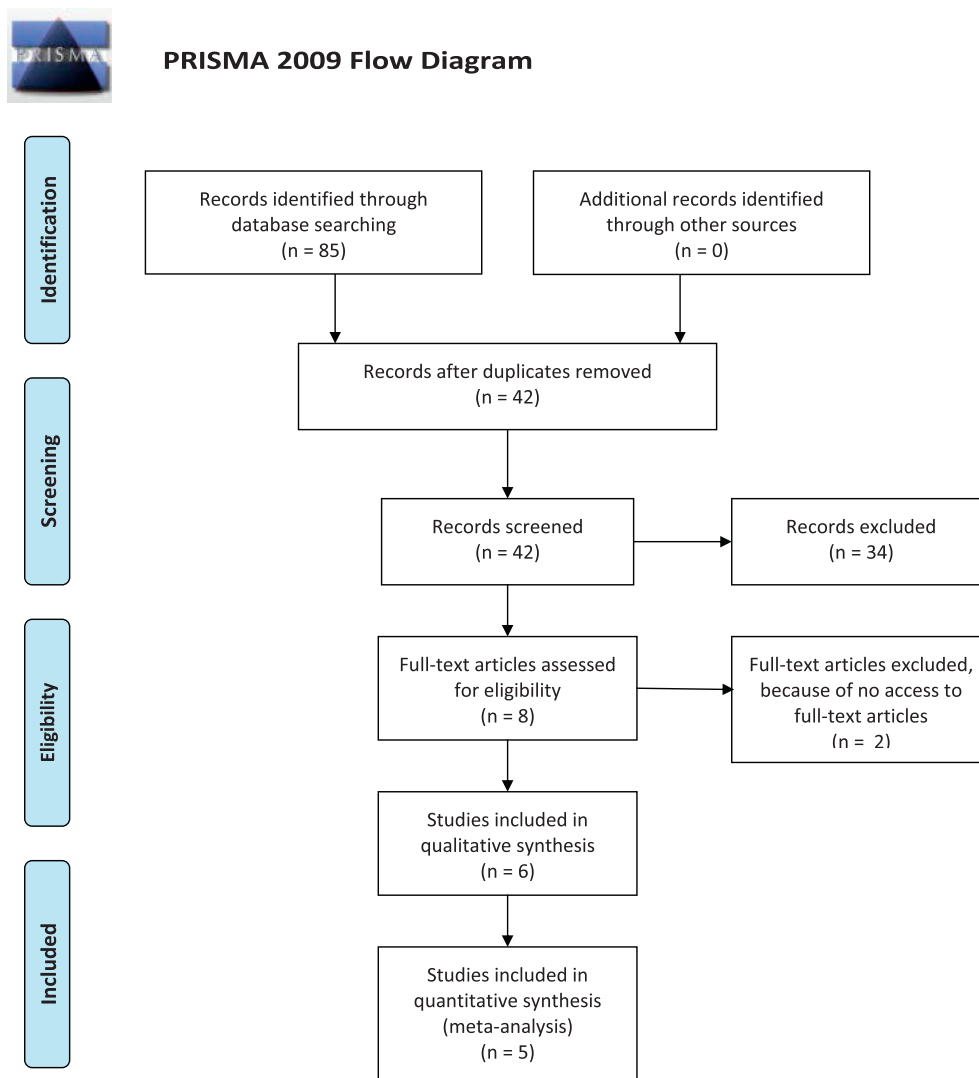 PRISMA
PRISMA 2009 Flow Diagram
Identification
Records identified through
database searching
(n = 85)
Additional records identified
through other sources
(n = 0)
Records after duplicates removed
(n = 42)
Screening
Records screened
(n = 42)
Records excluded
(n = 34)
Eligibility
Full-text articles assessed
for eligibility
(n = 8)
Full-text articles excluded,
because of no access to
full-text articles
(n = 2)
Studies included in
qualitative synthesis
(n = 6)
Included
Studies included in
quantitative synthesis
(meta-analysis)
(n = 5)